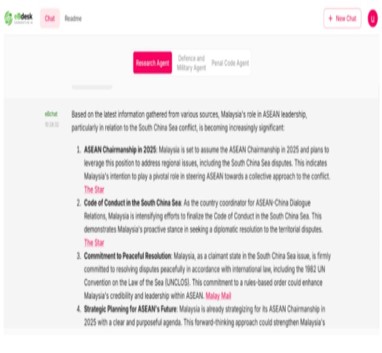 elldesk
Chat
Readme
+ New Chat
U
Research Agent
Defence and
Military Agent
Penal Code Agent
Based on the latest information gathered from various sources, Malaysia's role in ASEAN leadership,
particularly in relation to the South China Sea conflict, is becoming increasingly significant:
1. ASEAN Chairmanship in 2025: Malaysia is set to assume the ASEAN Chairmanship in 2025 and plans to
leverage this position to address regional issues, including the South China Sea disputes. This indicates
Malaysia's intention to play a pivotal role in steering ASEAN towards a collective approach to the conflict.
The Star
2. Code of Conduct in the South China Sea: As the country coordinator for ASEAN-China Dialogue
Relations, Malaysia is intensifying efforts to finalize the Code of Conduct in the South China Sea. This
demonstrates Malaysia's proactive stance in seeking a diplomatic resolution to the territorial disputes.
The Star
3. Commitment to Peaceful Resolution: Malaysia, as a claimant state in the South China Sea issue, is firmly
committed to resolving disputes peacefully in accordance with international law, including the 1982 UN
Convention on the Law of the Sea (UNCLOS). This commitment to a rules-based order could enhance
Malaysia's credibility and leadership within ASEAN. Malay Mail
4. Strategic Planning for ASEAN's Future: Malaysia is already strategizing for its ASEAN Chairmanship in
2025 with a clear and purposeful agenda. This forward-thinking approach could strengthen Malaysia's